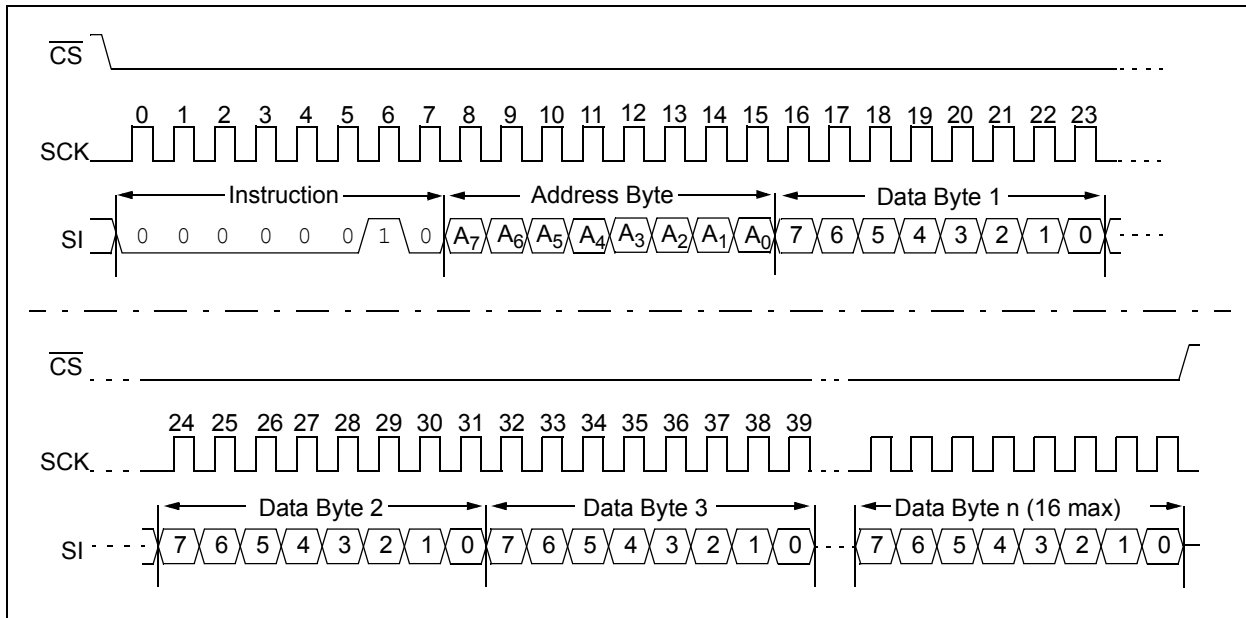 CS
0 1 2 3 4 5 6 7 8 9 10 11 12 13 14 15 16 17 18 19 20 21 22 23
SCK
Instruction Address Byte Data Byte 1
SI 0 0 0 0 0 0 1 0 A7 A6 A5 A4 A3 A2 A1 A0 7 6 5 4 3 2 1 0
CS
24 25 26 27 28 29 30 31 32 33 34 35 36 37 38 39
SCK
Data Byte 2 Data Byte 3 Data Byte n (16 max)
SI 7 6 5 4 3 2 1 0 7 6 5 4 3 2 1 0 7 6 5 4 3 2 1 0